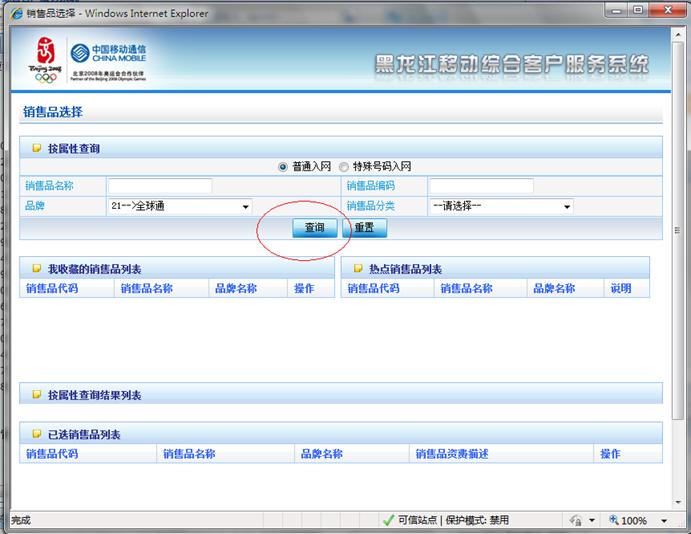 销售品选择 - Windows Internet Explorer
Beijing 2008
中国移动通信
CHINA MOBILE
北京2008年奥运会合作伙伴
Partner of the Beijing 2008 Olympic Games
黑龙江移动综合客户服务系统
销售品选择
按属性查询
普通入网 特殊号码入网
销售品名称 销售品编码
品牌 21-->全球通 销售品分类 --请选择--
查询 重置
我收藏的销售品列表 热点销售品列表
销售品代码 销售品名称 品牌名称 操作 销售品代码 销售品名称 品牌名称 说明
按属性查询结果列表
已选销售品列表
销售品代码 销售品名称 品牌名称 销售品资费描述 操作
完成 可信站点 | 保护模式: 禁用 100%